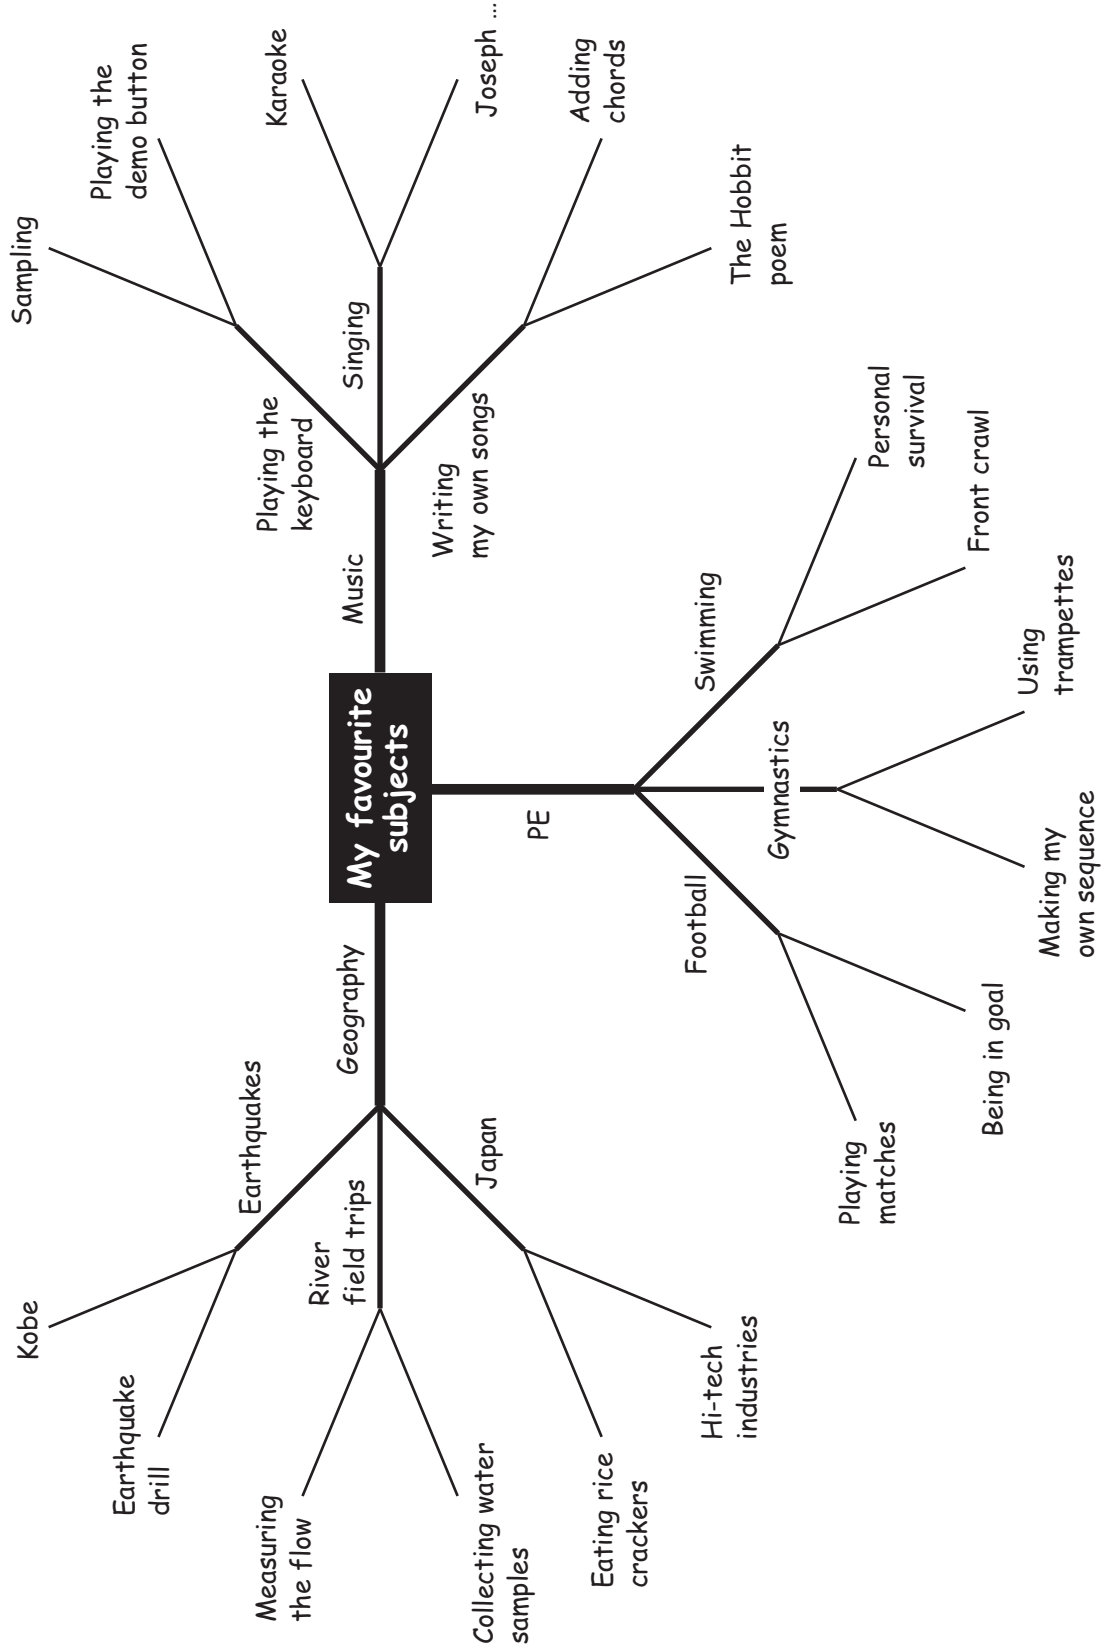 My favourite
subjects
Geography
Earthquakes
Kobe
Earthquake
drill
River
field trips
Measuring
the flow
Collecting water
samples
Japan
Eating rice
crackers
Hi-tech
industries
Music
Playing the
keyboard
Sampling
Playing the
demo button
Singing
Karaoke
Joseph ...
Writing
my own songs
Adding
chords
The Hobbit
poem
PE
Football
Playing
matches
Being in goal
Gymnastics
Making my
own sequence
Using
trampettes
Swimming
Personal
survival
Front crawl